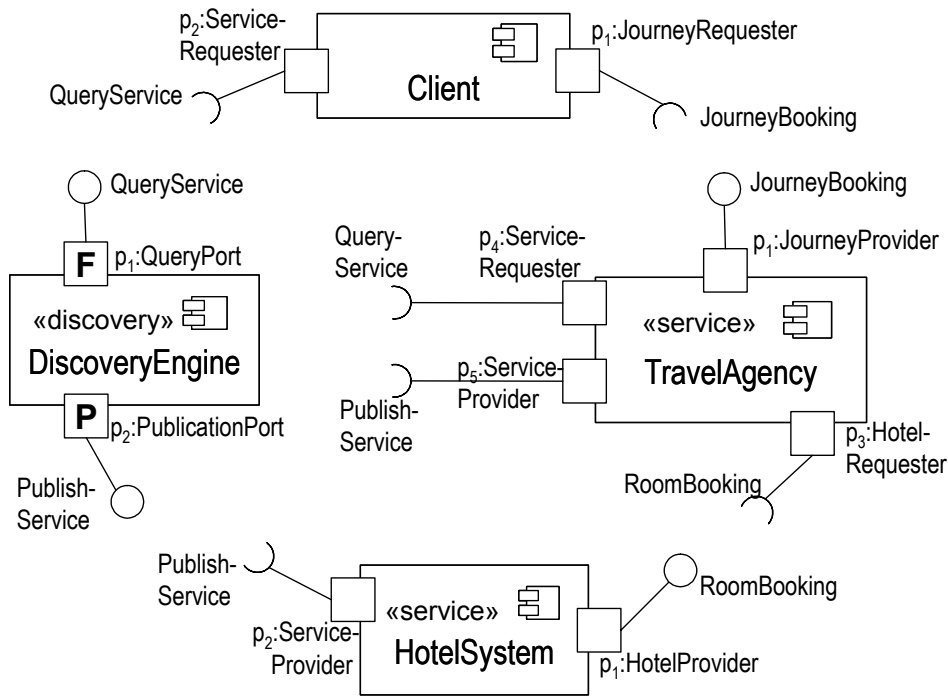 p₂:Service-
Requester
p₁:JourneyRequester
QueryService
Client
JourneyBooking
QueryService
JourneyBooking
Query-
Service
p₄:Service-
Requester
p₁:JourneyProvider
F
p₁:QueryPort
«discovery»
DiscoveryEngine
«service»
TravelAgency
p₅:Service-
Provider
Publish-
Service
P
p₂:PublicationPort
p₃:Hotel-
Requester
RoomBooking
Publish-
Service
Publish-
Service
RoomBooking
«service»
HotelSystem
p₂:Service-
Provider
p₁:HotelProvider